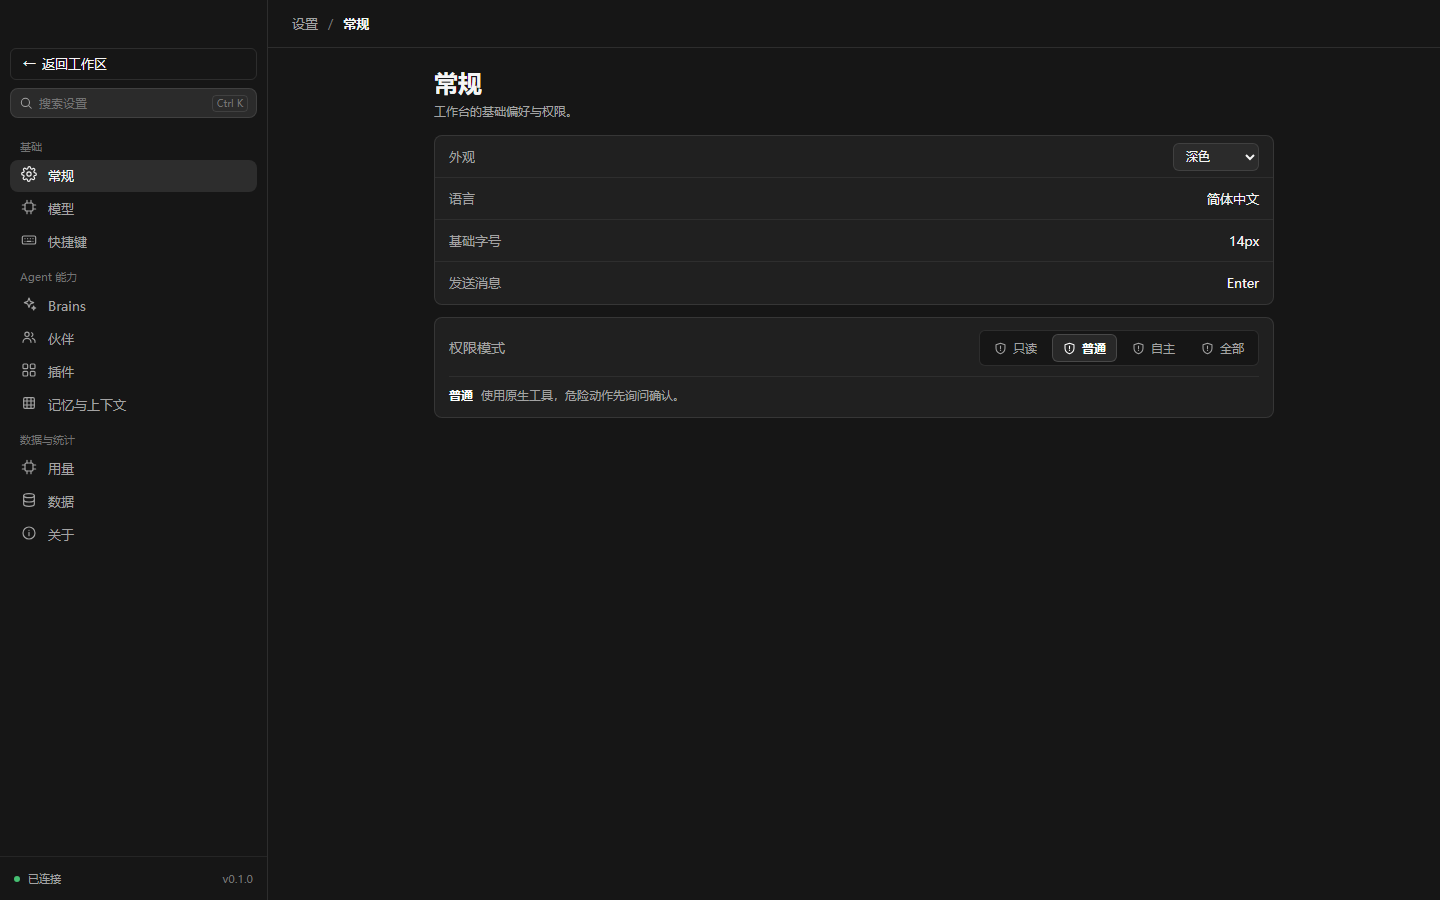 设置 / 常规
← 返回工作区
搜索设置 Ctrl K
基础
常规
模型
快捷键
Agent 能力
Brains
伙伴
插件
记忆与上下文
数据与统计
用量
数据
关于
已连接 v0.1.0
常规
工作台的基础偏好与权限。
外观 深色
语言 简体中文
基础字号 14px
发送消息 Enter
权限模式 只读 普通 自主 全部
普通 使用原生工具，危险动作先询问确认。